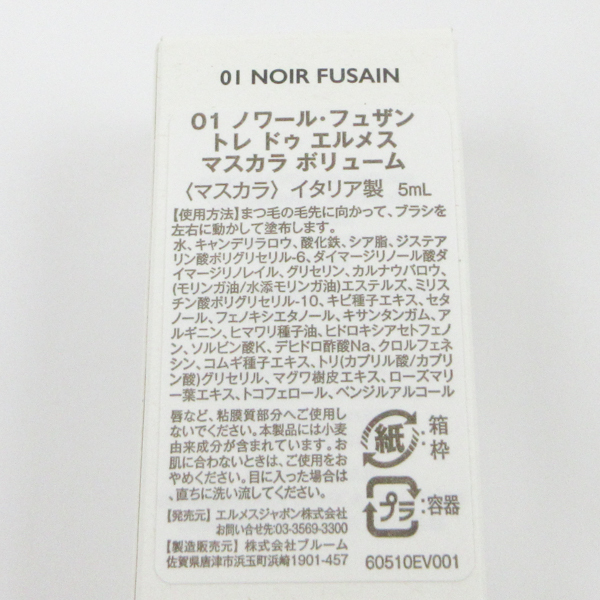 01 NOIR FUSAIN
01 ノワール・フュザン
トレ ドゥ エルメス
マスカラ ボリューム
〈マスカラ〉 イタリア製 5mL
【使用方法】まつ毛の毛先に向かって、ブラシを
左右に動かして塗布します。
水、キャンデリラロウ、酸化鉄、シア脂、ジステア
リン酸ポリグリセリル-6、ダイマージリノール酸ダ
イマージリノレイル、グリセリン、カルナウバロウ、
(モリンガ油/水添モリンガ油)エステルズ、ミリス
チン酸ポリグリセリル-10、キビ種子エキス、セタ
ノール、フェノキシエタノール、キサンタンガム、ア
ルギニン、ヒマワリ種子油、ヒドロキシアセトフェノ
ン、ソルビン酸K、デヒドロ酢酸Na、クロルフェネ
シン、コムギ種子エキス、トリ(カプリル酸/カプリ
ン酸)グリセリル、マグワ樹皮エキス、ローズマリ
ー葉エキス、トコフェロール、ベンジルアルコール
唇など、粘膜質部分へご使用し
ないでください。本製品には小麦
由来成分が含まれています。お
肌に合わないときは、ご使用をお
やめください。目に入った場合は
、直ちに洗い流してください。
紙 箱・枠
プラ :容器
【発売元】 エルメスジャポン株式会社
お問い合せ先:03-3569-3300
【製造販売元】 株式会社ブルーム
佐賀県唐津市浜玉町浜崎1901-457
60510EV001